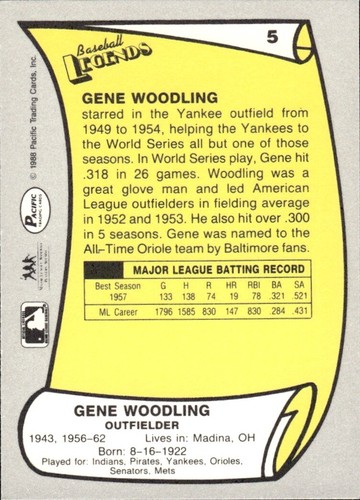 5
Baseball
LEGENDS
GENE WOODLING
starred in the Yankee outfield from
1949 to 1954, helping the Yankees to
the World Series all but one of those
seasons. In World Series play, Gene hit
.318 in 26 games. Woodling was a
great glove man and led American
League outfielders in fielding average
in 1952 and 1953. He also hit over .300
in 5 seasons. Gene was named to the
All-Time Oriole team by Baltimore fans.
MAJOR LEAGUE BATTING RECORD
Best Season G H R HR RBI BA SA
1957 133 138 74 19 78 .321 .521
ML Career 1796 1585 830 147 830 .284 .431
GENE WOODLING
OUTFIELDER
1943, 1956-62 Lives in: Madina, OH
Born: 8-16-1922
Played for: Indians, Pirates, Yankees, Orioles,
Senators, Mets
© 1988 Pacific Trading Cards, Inc.
PACIFIC
TRADING CARDS